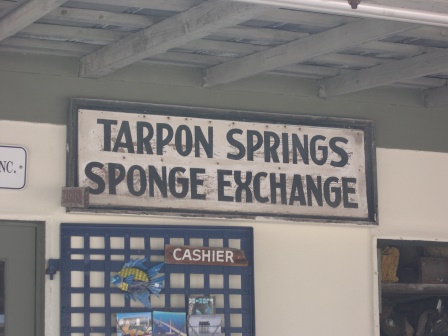 TARPON SPRINGS
SPONGE EXCHANGE
NC.
CASHIER